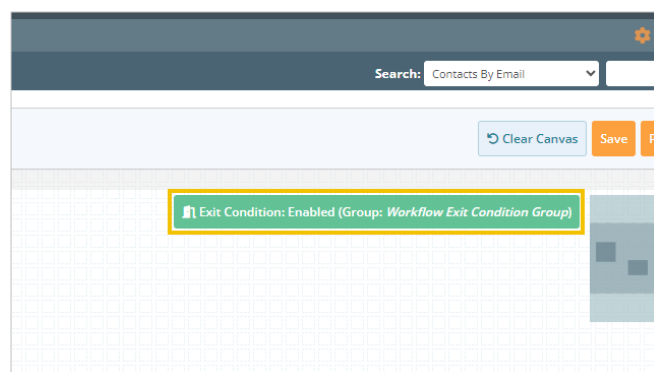 Search: Contacts By Email
Clear Canvas Save
Exit Condition: Enabled (Group: Workflow Exit Condition Group)